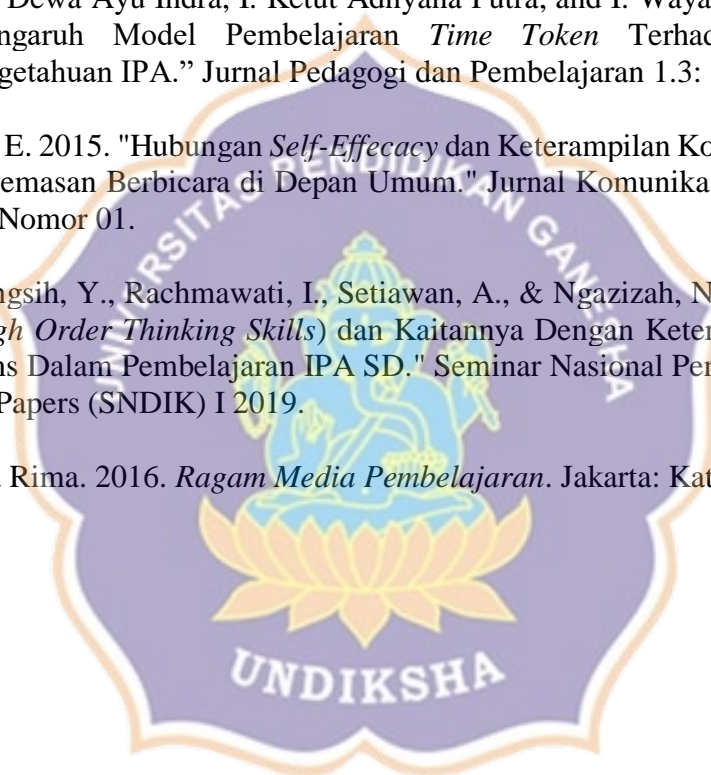 Dewa Ayu Indra, I. Ketut Adnyana Putra, and I. Waya
ngaruh Model Pembelajaran Time Token Terhad
getahuan IPA.” Jurnal Pedagogi dan Pembelajaran 1.3:
E. 2015. "Hubungan Self-Effecacy dan Keterampilan Ko
emasan Berbicara di Depan Umum." Jurnal Komunika
Nomor 01.
ngsih, Y., Rachmawati, I., Setiawan, A., & Ngazizah, N
gh Order Thinking Skills) dan Kaitannya Dengan Keter
ns Dalam Pembelajaran IPA SD." Seminar Nasional Pen
Papers (SNDIK) I 2019.
Rima. 2016. Ragam Media Pembelajaran. Jakarta: Kat
UNIVERSITAS PENDIDIKAN GANESHA
UNDIKSHA